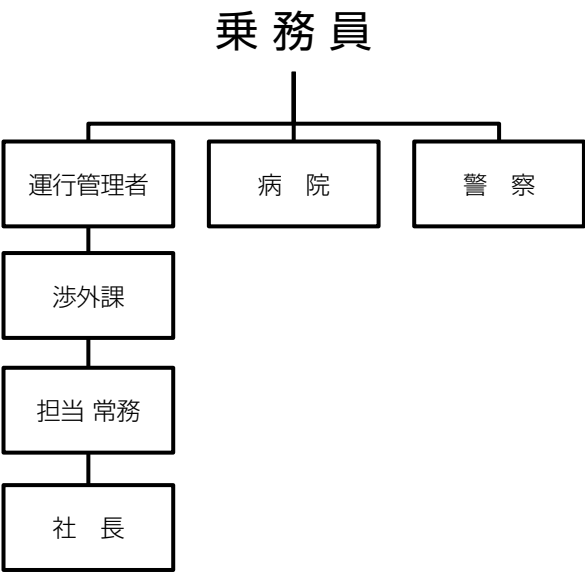 乗務員
運行管理者
病　院
警　察
渉外課
担当 常務
社　長